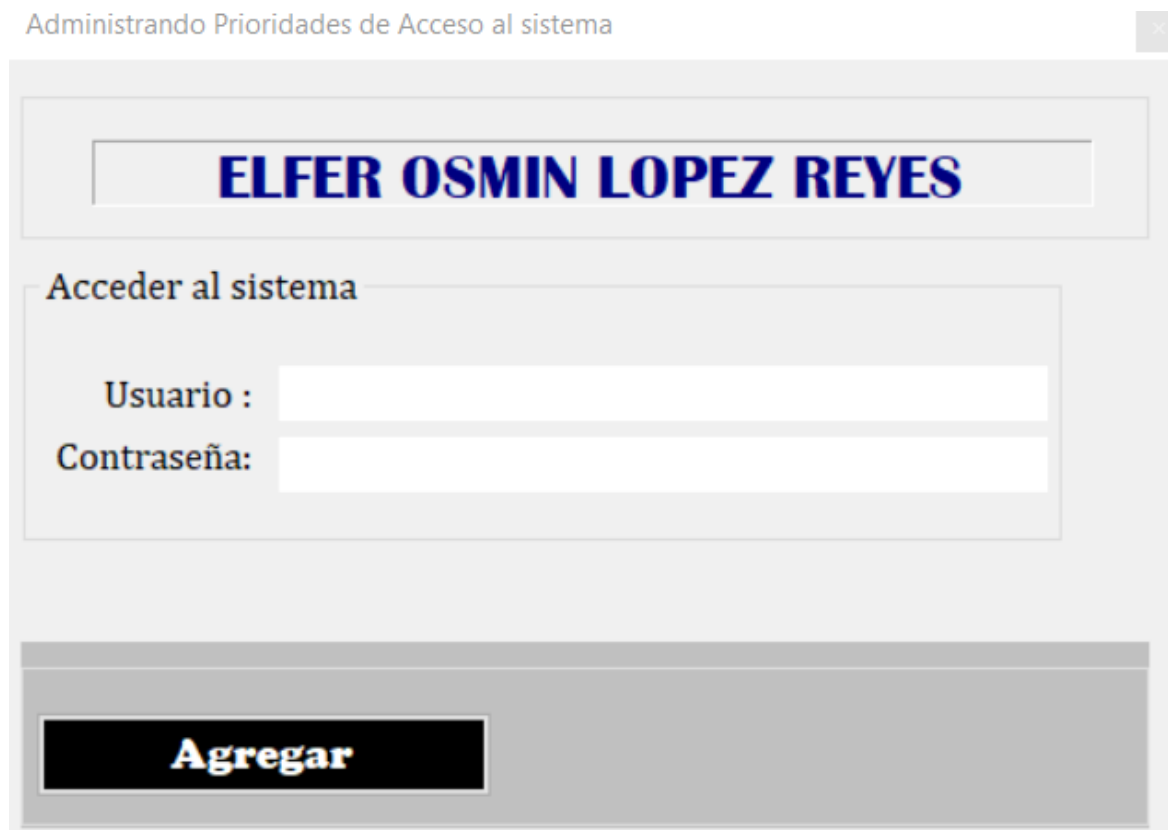 Administrando Prioridades de Acceso al sistema
ELFER OSMIN LOPEZ REYES
Acceder al sistema
Usuario :
Contraseña:
Agregar